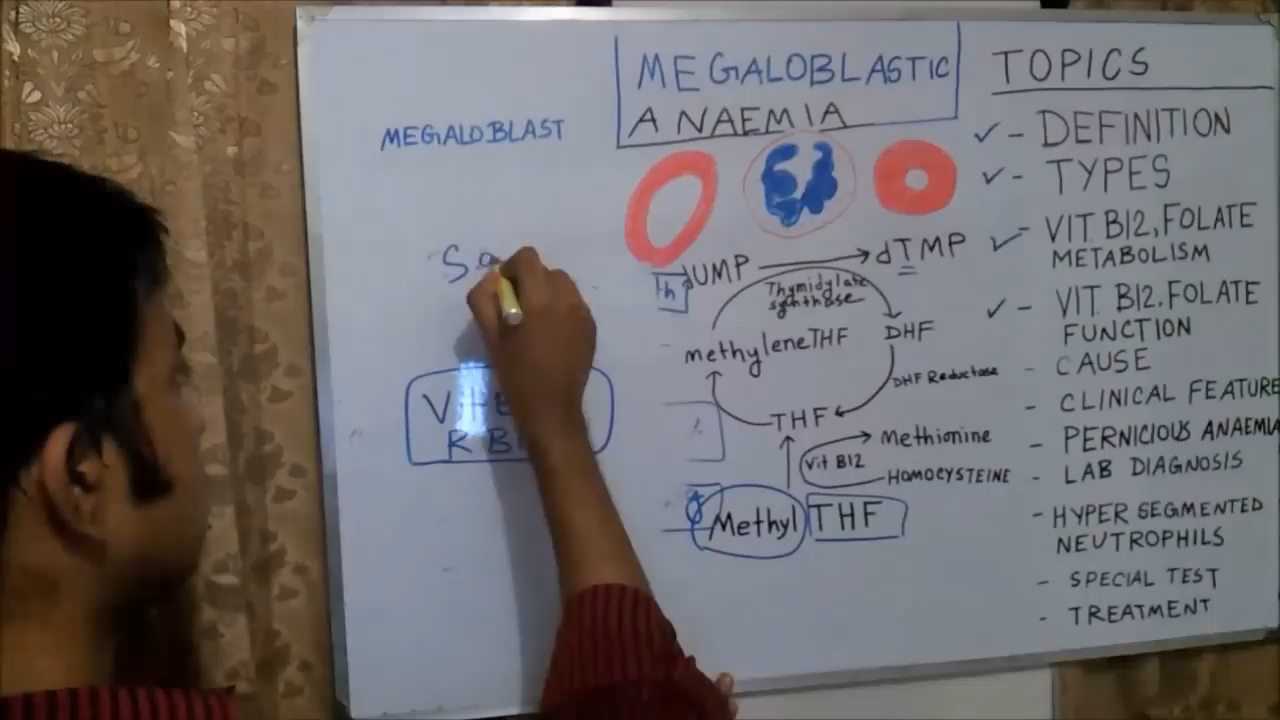 MEGALOBLASTIC
ANAEMIA
MEGALOBLAST
UMP
dTMP
Thymidylate
synthase
methyleneTHF
DHF
DHF Reductase
THF
Methionine
Vit B12
HOMOCYSTEINE
Methyl THF
TOPICS
✓ - DEFINITION
✓ - TYPES
✓ - VIT B12, FOLATE
METABOLISM
✓ - VIT B12. FOLATE
FUNCTION
- CAUSE
- CLINICAL FEATURE
- PERNICIOUS ANAEMIA
- LAB DIAGNOSIS
- HYPER SEGMENTED
NEUTROPHILS
- SPECIAL TEST
- TREATMENT